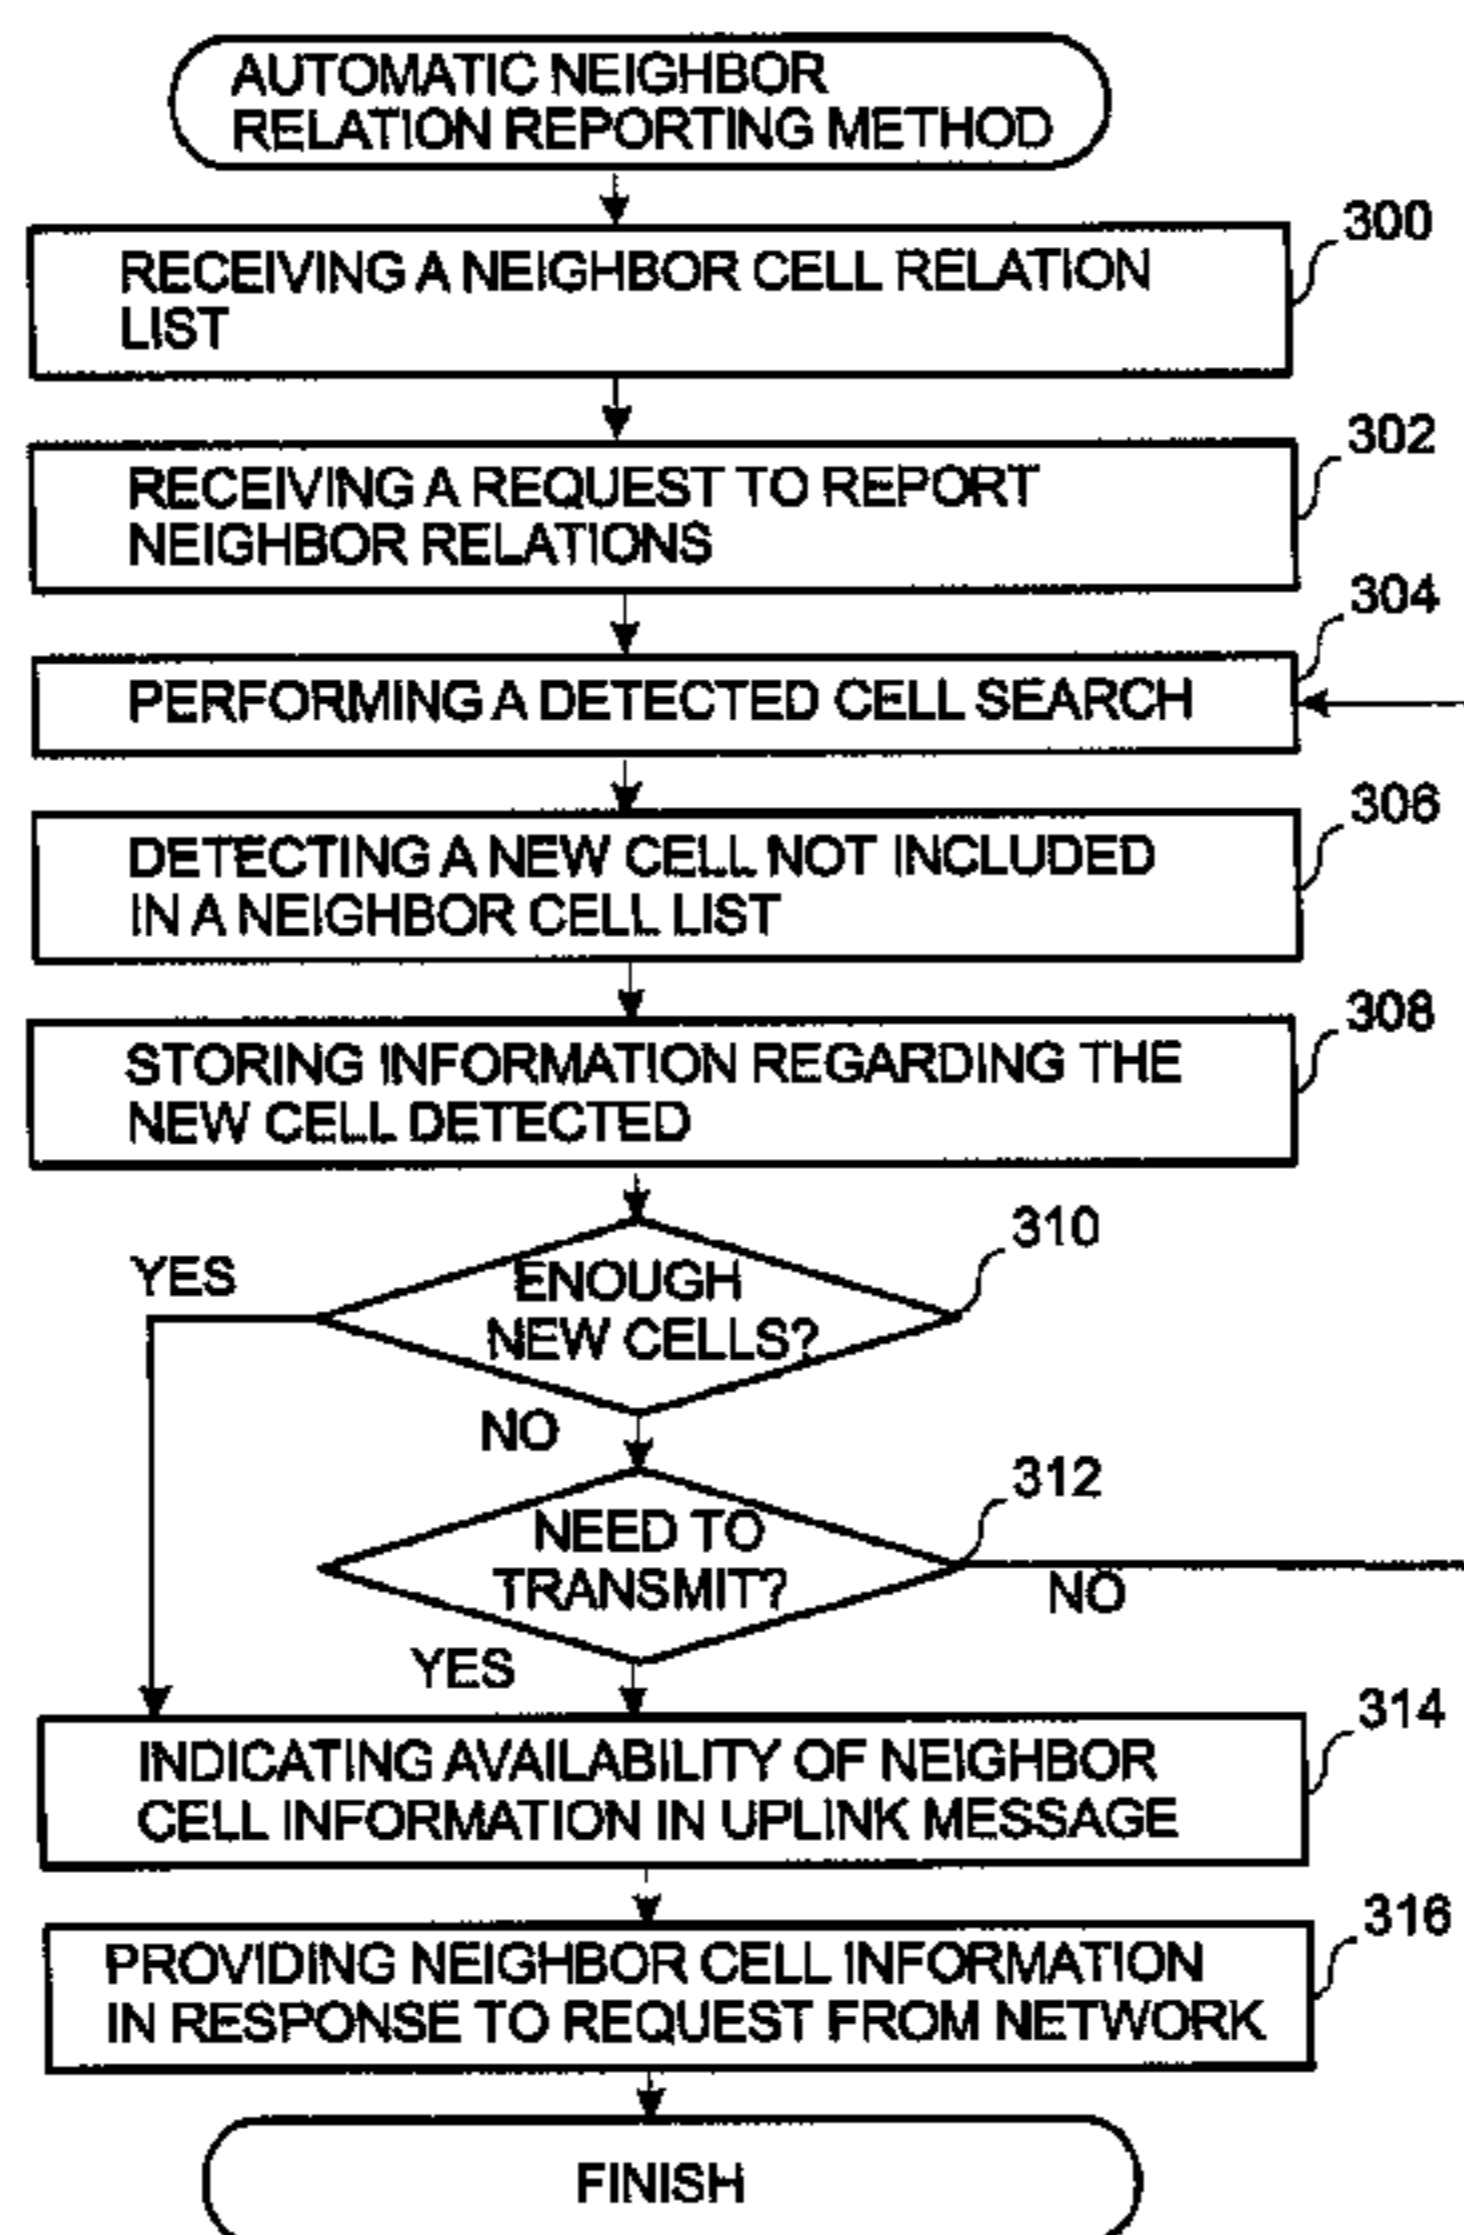 AUTOMATIC NEIGHBOR
RELATION REPORTING METHOD
300
RECEIVING A NEIGHBOR CELL RELATION
LIST
302
RECEIVING A REQUEST TO REPORT
NEIGHBOR RELATIONS
304
PERFORMING A DETECTED CELL SEARCH
306
DETECTING A NEW CELL NOT INCLUDED
IN A NEIGHBOR CELL LIST
308
STORING INFORMATION REGARDING THE
NEW CELL DETECTED
310
YES
ENOUGH
NEW CELLS?
NO
312
NEED TO
TRANSMIT?
NO
YES
314
INDICATING AVAILABILITY OF NEIGHBOR
CELL INFORMATION IN UPLINK MESSAGE
316
PROVIDING NEIGHBOR CELL INFORMATION
IN RESPONSE TO REQUEST FROM NETWORK
FINISH